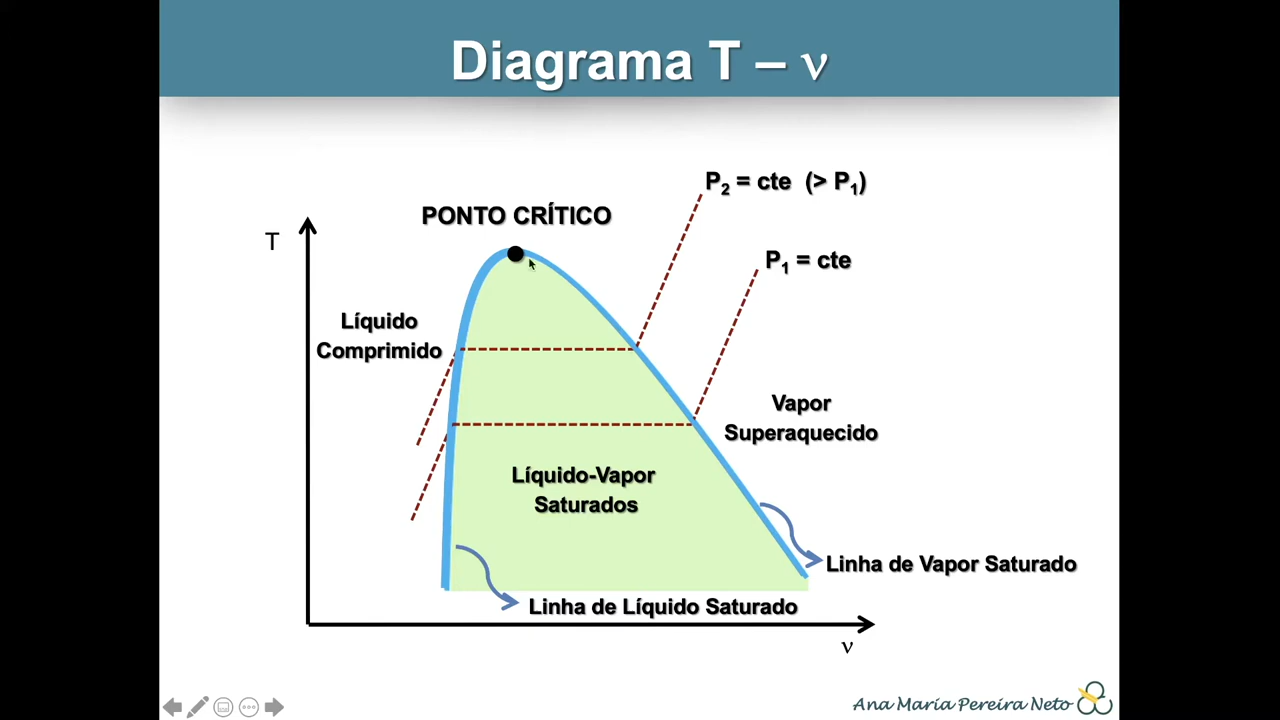 Diagrama T – ν
P₂ = cte (> P₁)
PONTO CRÍTICO
T
P₁ = cte
Líquido
Comprimido
Vapor
Superaquecido
Líquido-Vapor
Saturados
Linha de Vapor Saturado
Linha de Líquido Saturado
ν
Ana Maria Pereira Neto